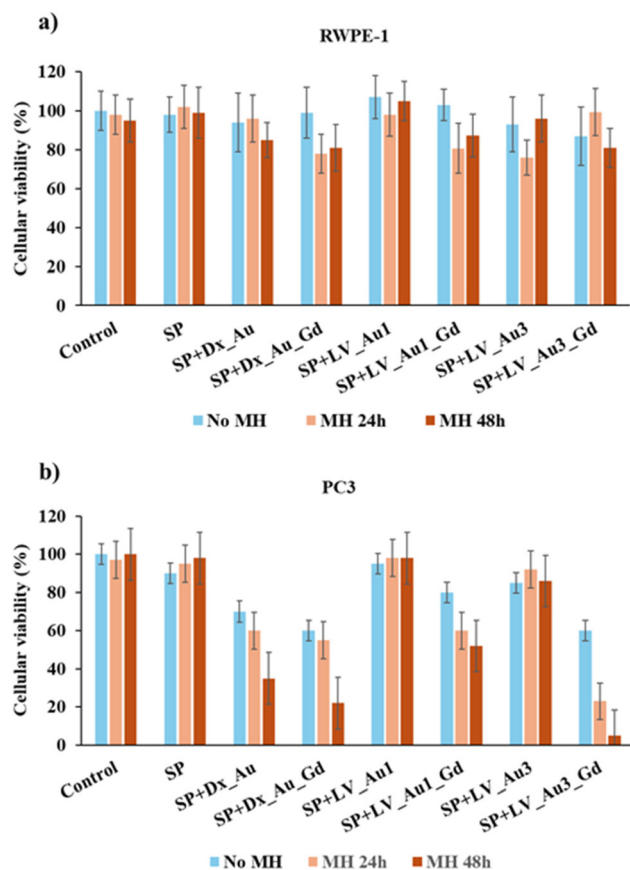 a)
RWPE-1
Cellular viability (%)
120
100
80
60
40
20
0
Control
SP
SP+Dx_Au
SP+Dx_Au_Gd
SP+LV_Au1
SP+LV_Au1_Gd
SP+LV_Au3
SP+LV_Au3_Gd
No MH MH 24h MH 48h
b)
PC3
Cellular viability (%)
120
100
80
60
40
20
0
Control
SP
SP+Dx_Au
SP+Dx_Au_Gd
SP+LV_Au1
SP+LV_Au1_Gd
SP+LV_Au3
SP+LV_Au3_Gd
No MH MH 24h MH 48h